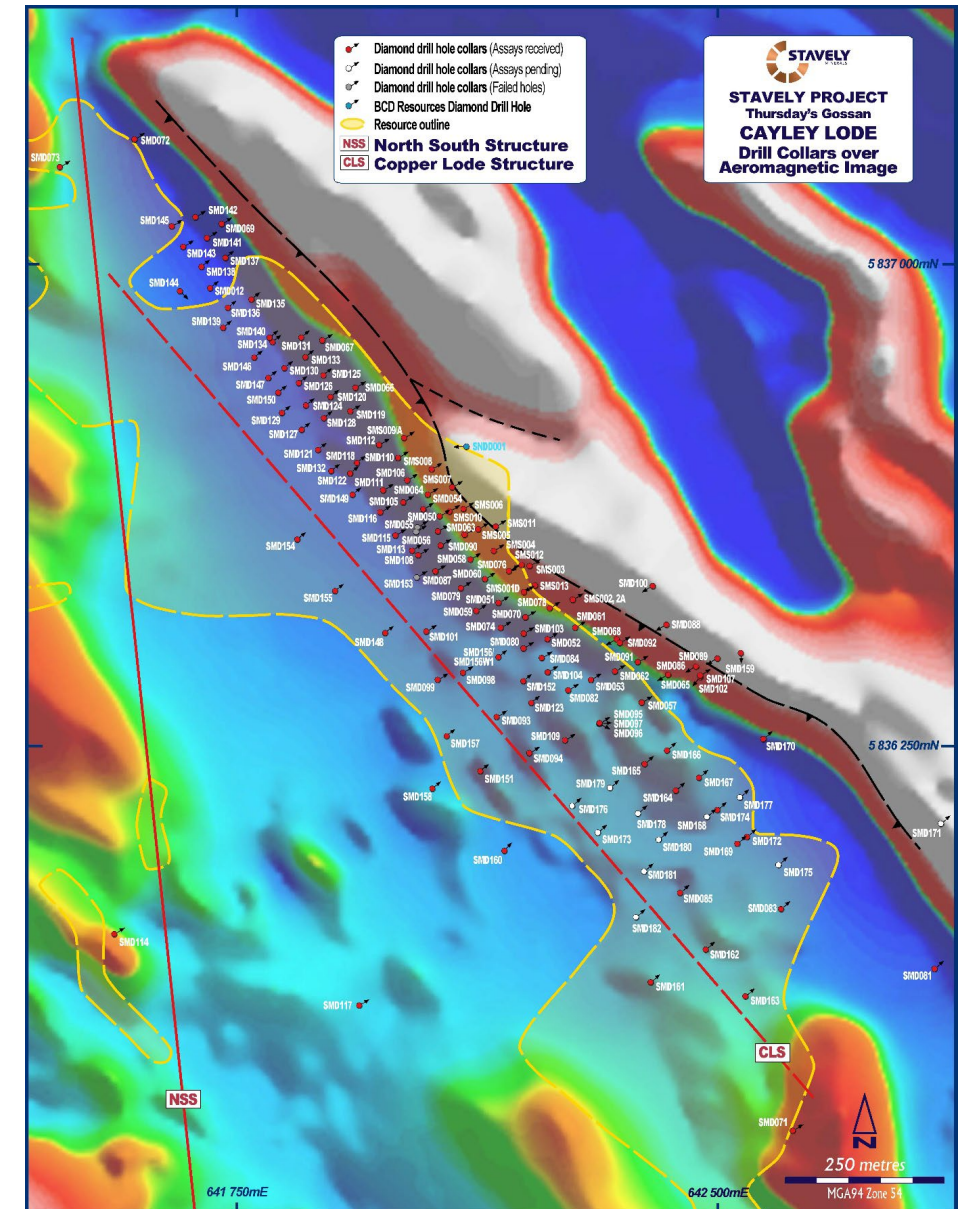 Diamond drill hole collars (Assays received)
Diamond drill hole collars (Assays pending)
Diamond drill hole collars (Failed holes)
BCD Resources Diamond Drill Hole
Resource outline
NSS North South Structure
CLS Copper Lode Structure
STAVELY
MINERALS
STAVELY PROJECT
Thursday's Gossan
CAYLEY LODE
Drill Collars over
Aeromagnetic Image
SMD072
SMD073
SMD142
SMD145
SMD069
SMD141
SMD143
SMD137
SMD138
5 837 000mN
SMD144
SMD012
SMD135
SMD136
SMD139
SMD140
SMD134
SMD131
SMD067
SMD133
SMD146
SMD130
SMD125
SMD147
SMD126
SMD066
SMD150
SMD120
SMD124
SMD119
SMD129
SMD128
SMS009/A
SMD127
SMD112
SNDD001
SMD121
SMD118
SMD110
SMS008
SMD132
SMD106
SMD122
SMS007
SMD111
SMD064
SMD149
SMD054
SMD105
SMS006
SMD116
SMD050
SMS010
SMS011
SMD055
SMD063
SMS005
SMD115
SMD056
SMD154
SMD090
SMS004
SMD113
SMS012
SMD108
SMD058
SMD076
SMS003
SMD153
SMD087
SMD060
SMD100
SMD155
SMD079
SMS001D
SMS013
SMD051
SMD078
SMS002, 2A
SMD059
SMD070
SMD061
SMD088
SMD148
SMD101
SMD074
SMD103
SMD068
SMD092
SMD080
SMD052
SMD156/
SMD156W1
SMD084
SMD091
SMD089
SMD086
SMD159
SMD099
SMD098
SMD104
SMD062
SMD065
SMD107
SMD102
SMD152
SMD053
SMD082
SMD123
SMD057
SMD093
SMD095
SMD097
SMD096
SMD157
SMD109
5 836 250mN
SMD170
SMD094
SMD166
SMD151
SMD165
SMD167
SMD158
SMD179
SMD164
SMD177
SMD176
SMD178
SMD168
SMD174
SMD171
SMD173
SMD180
SMD172
SMD160
SMD169
SMD181
SMD175
SMD085
SMD083
SMD182
SMD114
SMD162
SMD081
SMD161
SMD163
SMD117
CLS
NSS
SMD071
N
250 metres
MGA94 Zone 54
641 750mE
642 500mE